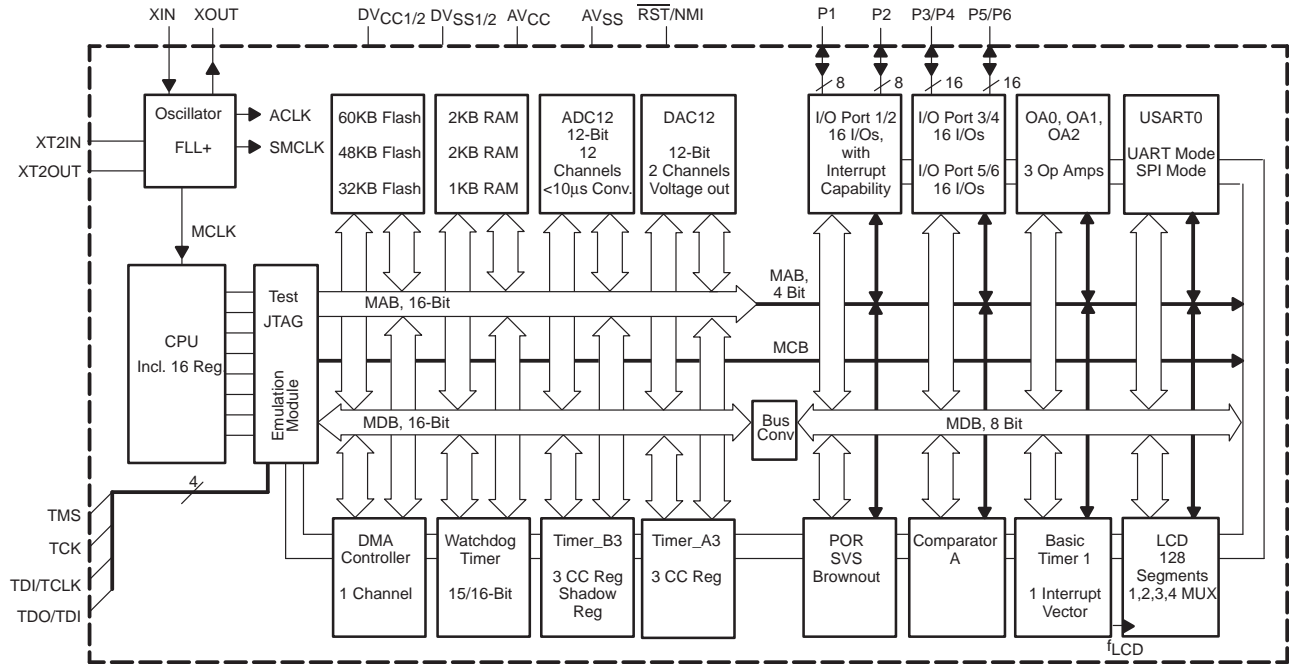 XIN
XOUT
DVCC1/2
DVSS1/2
AVCC
AVSS
RST/NMI
P1
P2
P3/P4
P5/P6
8
8
16
16
XT2IN
XT2OUT
Oscillator
FLL+
ACLK
SMCLK
MCLK
60KB Flash
48KB Flash
32KB Flash
2KB RAM
2KB RAM
1KB RAM
ADC12
12-Bit
12
Channels
<10µs Conv.
DAC12
12-Bit
2 Channels
Voltage out
I/O Port 1/2
16 I/Os,
with
Interrupt
Capability
I/O Port 3/4
16 I/Os
I/O Port 5/6
16 I/Os
OA0, OA1,
OA2
3 Op Amps
USART0
UART Mode
SPI Mode
CPU
Incl. 16 Reg.
Test
JTAG
Emulation
Module
MAB, 16-Bit
MAB,
4 Bit
MCB
MDB, 16-Bit
Bus
Conv
MDB, 8 Bit
4
TMS
TCK
TDI/TCLK
TDO/TDI
DMA
Controller
1 Channel
Watchdog
Timer
15/16-Bit
Timer_B3
3 CC Reg
Shadow
Reg
Timer_A3
3 CC Reg
POR
SVS
Brownout
Comparator
A
Basic
Timer 1
1 Interrupt
Vector
LCD
128
Segments
1,2,3,4 MUX
fLCD